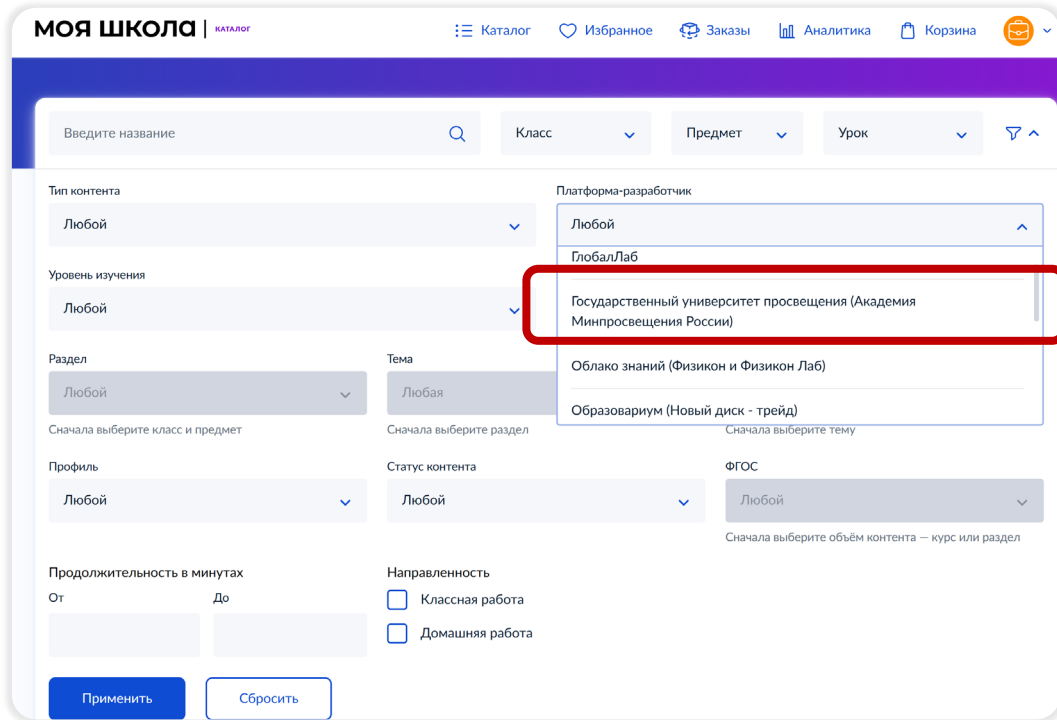 МОЯ ШКОЛА | КАТАЛОГ
Каталог
Избранное
Заказы
Аналитика
Корзина
Введите название
Класс
Предмет
Урок
Тип контента
Любой
Платформа-разработчик
Любой
ГлобалЛаб
Государственный университет просвещения (Академия
Минпросвещения России)
Облако знаний (Физикон и Физикон Лаб)
Образовариум (Новый диск - трейд)
Уровень изучения
Любой
Раздел
Любой
Сначала выберите класс и предмет
Тема
Любая
Сначала выберите раздел
Сначала выберите тему
Профиль
Любой
Статус контента
Любой
ФГОС
Любой
Сначала выберите объём контента — курс или раздел
Продолжительность в минутах
От
До
Направленность
Классная работа
Домашняя работа
Применить
Сбросить